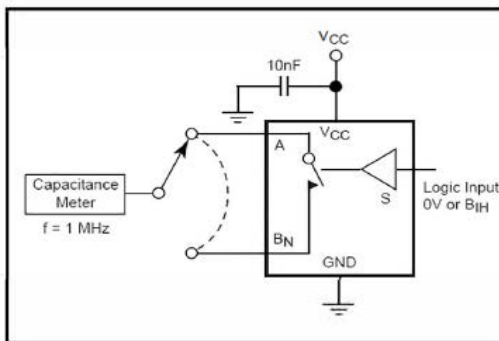 VCC
10nF
VCC
A
Capacitance
Meter
f = 1 MHz
S
Logic Input
0V or BIH
BN
GND